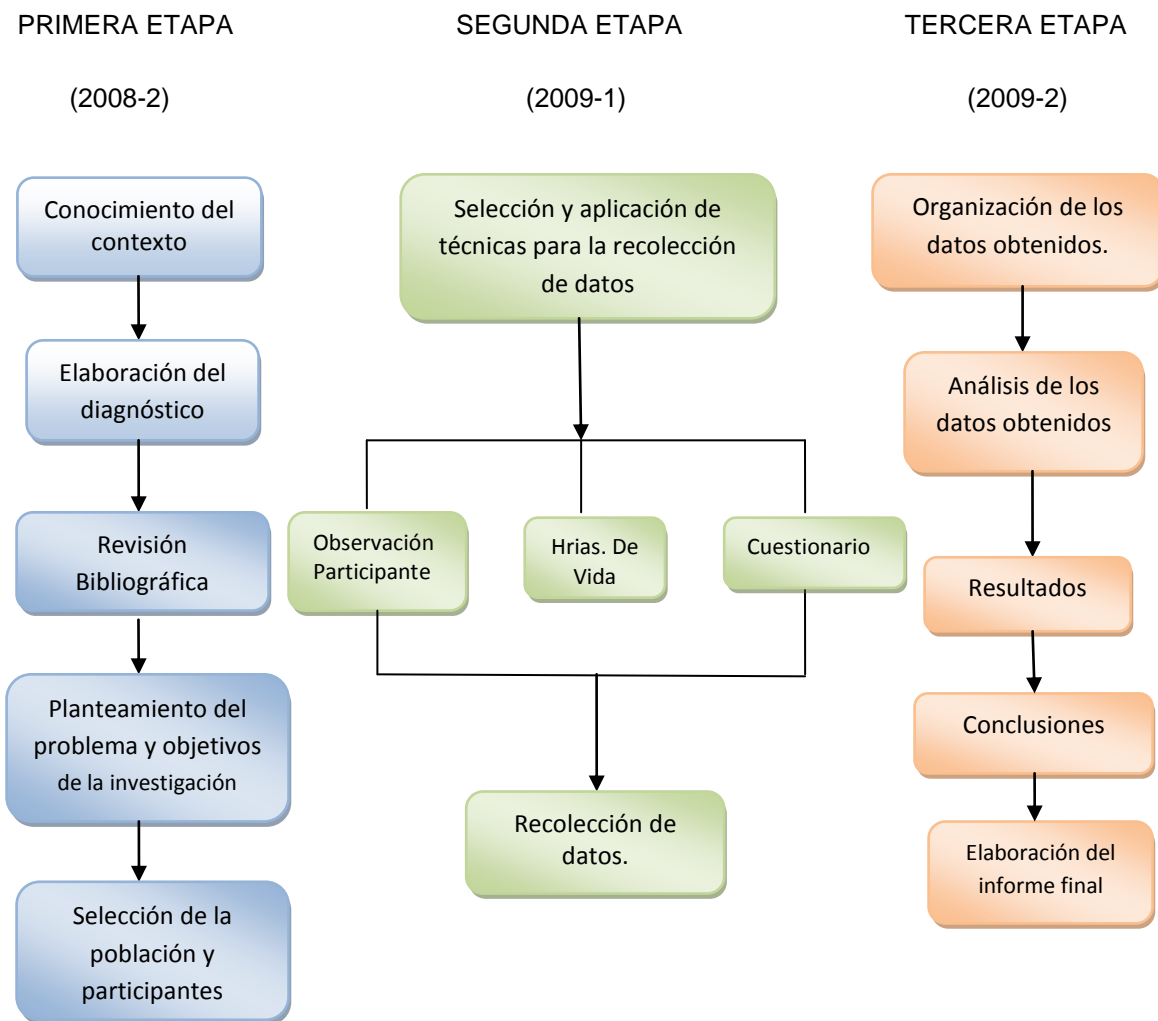 PRIMERA ETAPA
(2008-2)
Conocimiento del
contexto
Elaboración del
diagnóstico
Revisión
Bibliográfica
Planteamiento del
problema y objetivos
de la investigación
Selección de la
población y
participantes
SEGUNDA ETAPA
(2009-1)
Selección y aplicación de
técnicas para la recolección
de datos
Observación
Participante
Hrias. De
Vida
Cuestionario
Recolección de
datos.
TERCERA ETAPA
(2009-2)
Organización de los
datos obtenidos.
Análisis de los
datos obtenidos
Resultados
Conclusiones
Elaboración del
informe final